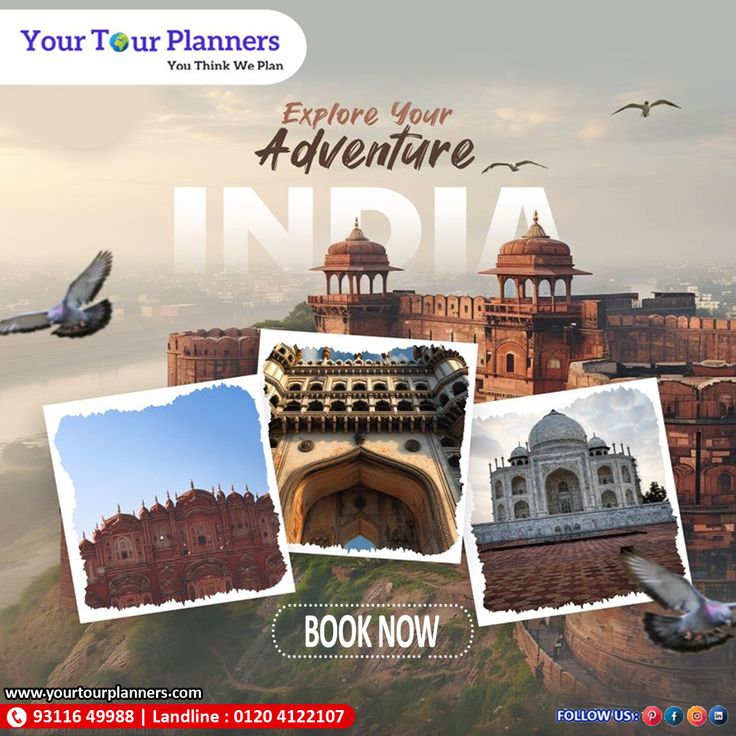 Your Tour Planners
You Think We Plan
Explore Your
Adventure
INDIA
BOOK NOW
www.yourtourplanners.com
93116 49988 | Landline : 0120 4122107
FOLLOW US :